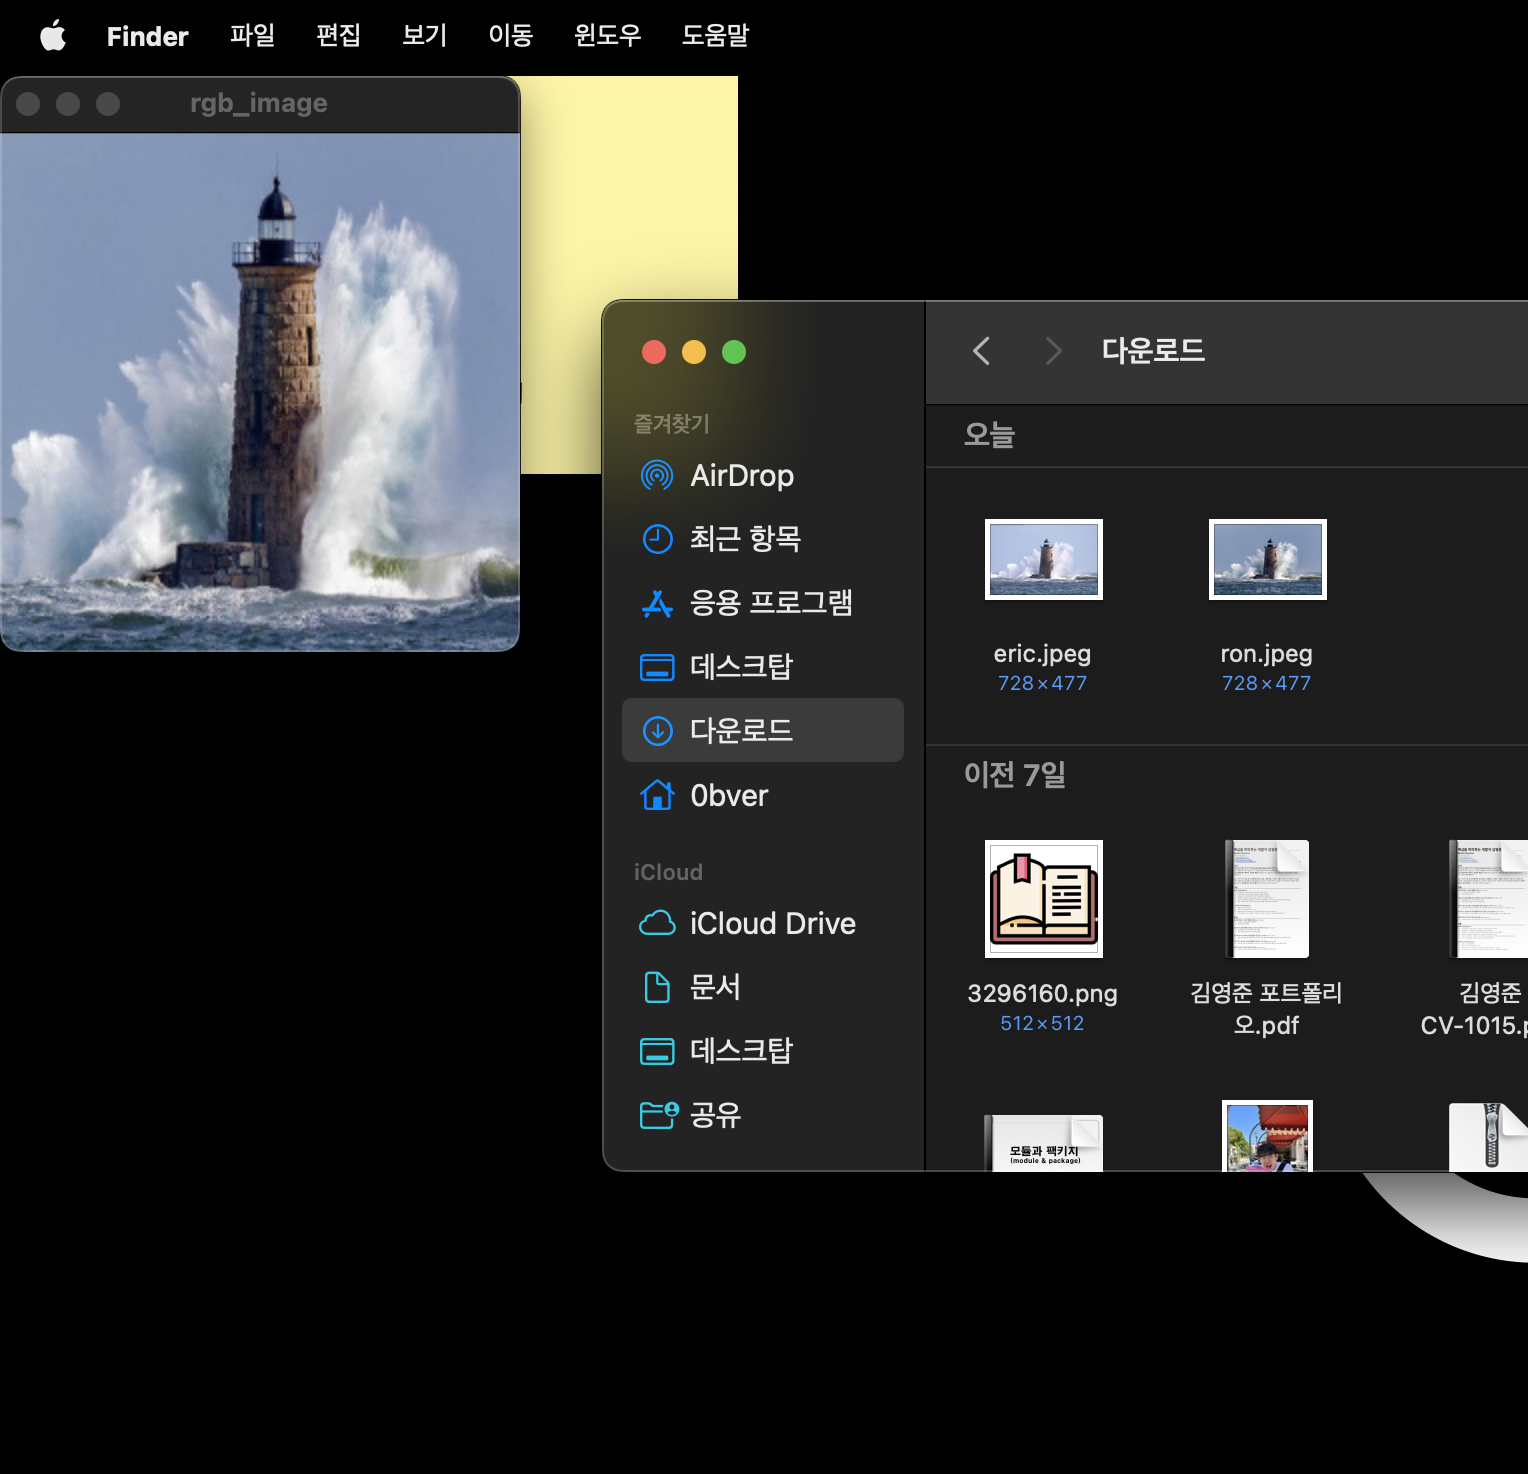 Finder 파일 편집 보기 이동 윈도우 도움말
rgb_image
다운로드
즐겨찾기
AirDrop
최근 항목
응용 프로그램
데스크탑
다운로드
0bver
iCloud
iCloud Drive
문서
데스크탑
공유
오늘
eric.jpeg
728×477
ron.jpeg
728×477
이전 7일
3296160.png
512×512
김영준 포트폴리
오.pdf
김영준
CV-1015.p
모듈과 팩키지
(module & package)